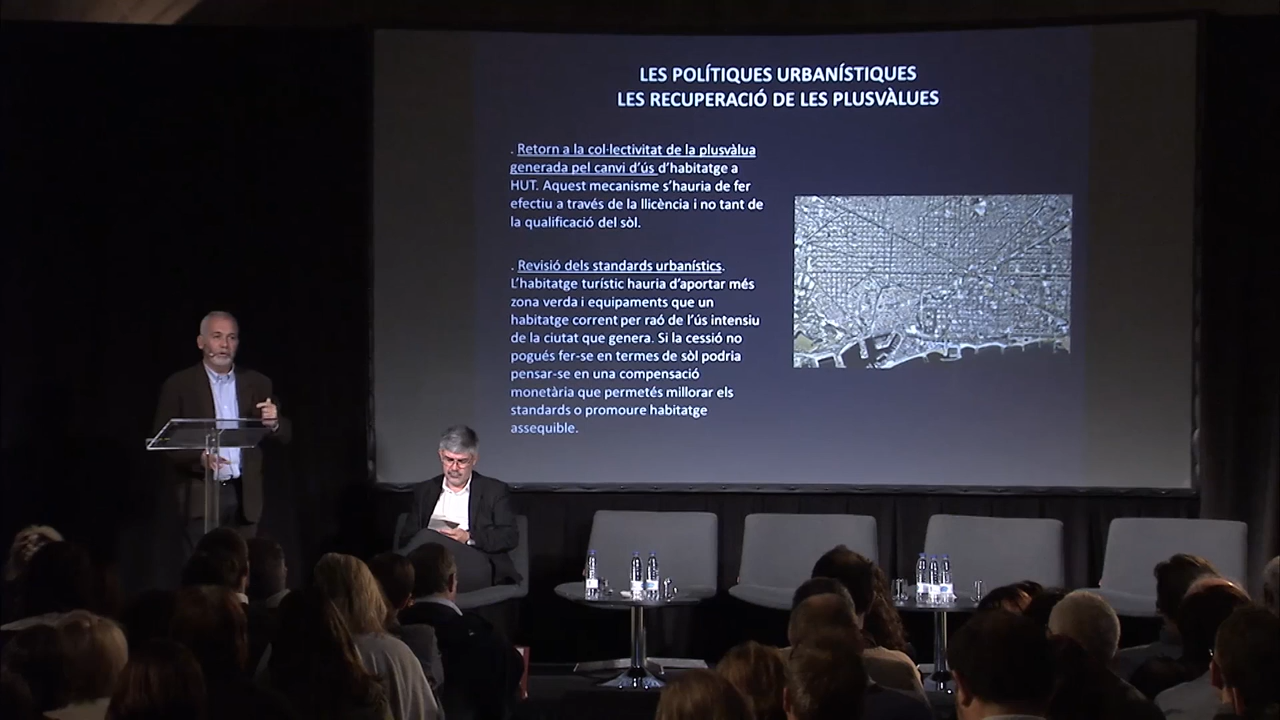 LES POLÍTIQUES URBANÍSTIQUES
LES RECUPERACIÓ DE LES PLUSVÀLUES
. Retorn a la col·lectivitat de la plusvàlua
generada pel canvi d'ús d'habitatge a
HUT. Aquest mecanisme s'hauria de fer
efectiu a través de la llicència i no tant de
la qualificació del sòl.
. Revisió dels standards urbanístics.
L'habitatge turístic hauria d'aportar més
zona verda i equipaments que un
habitatge corrent per raó de l'ús intensiu
de la ciutat que genera. Si la cessió no
pogués fer-se en termes de sòl podria
pensar-se en una compensació
monetària que permetés millorar els
standards o promoure habitatge
assequible.